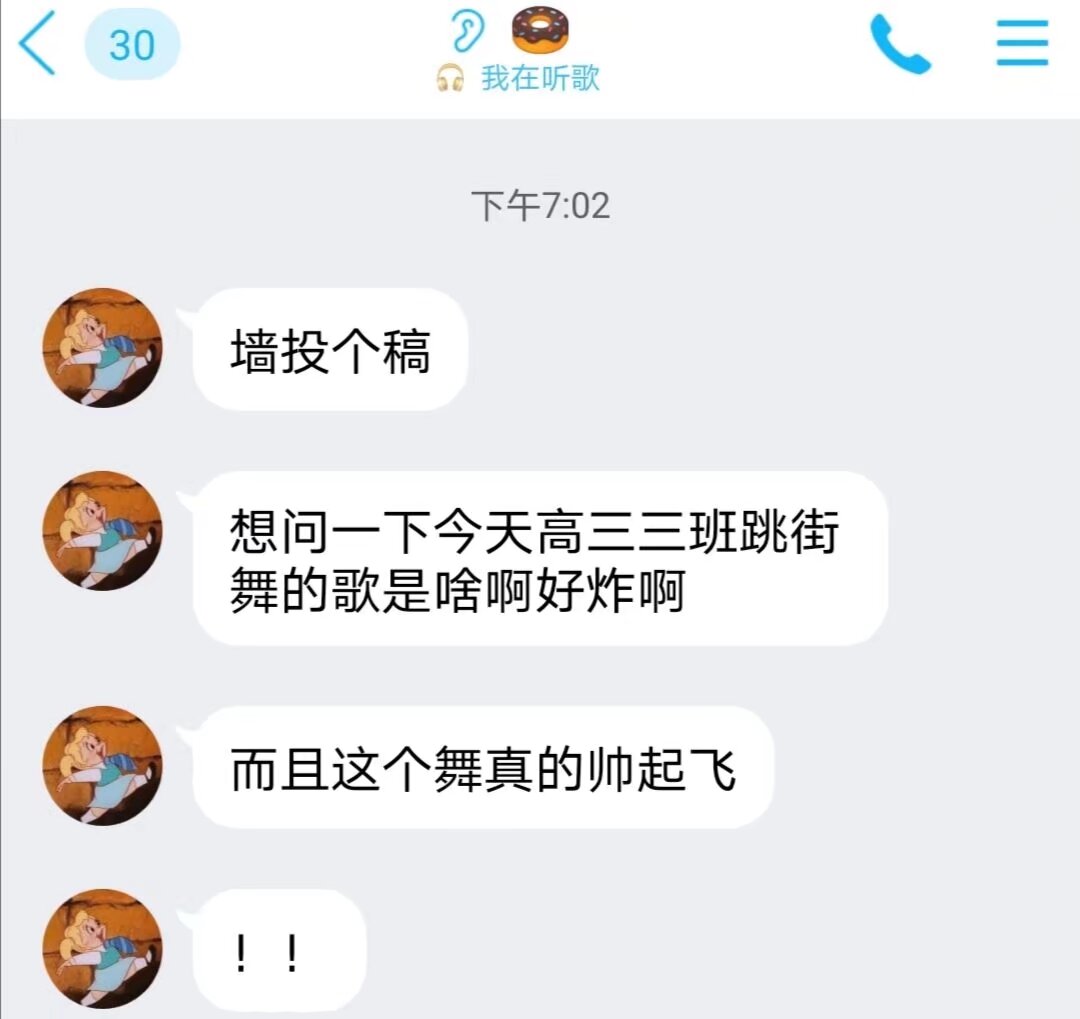 30
👂🍩
🎧 我在听歌
下午7:02
墙投个稿
想问一下今天高三三班跳街
舞的歌是啥啊好炸啊
而且这个舞真的帅起飞
！！